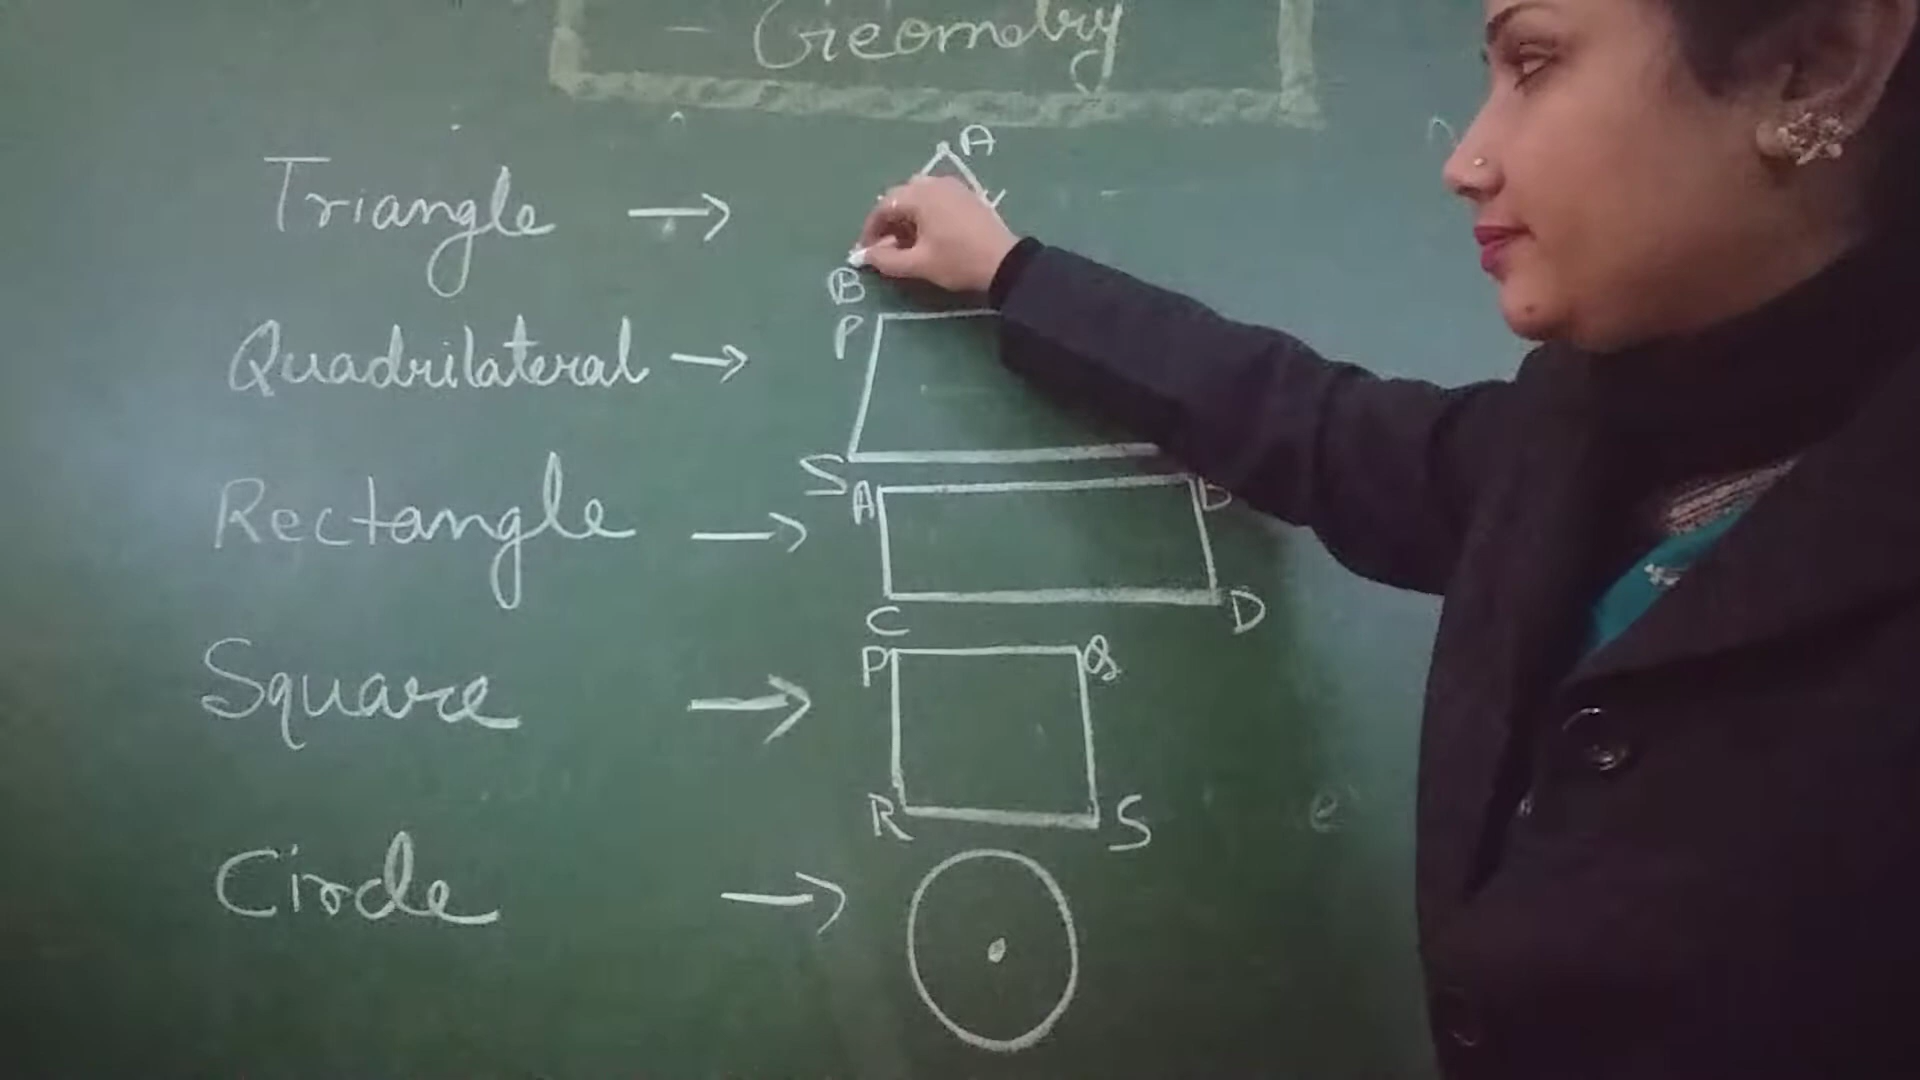 - Geometry
Triangle → A
B
Quadrilateral → P
S
Rectangle → A B
C D
Square → P Q
R S
Circle →